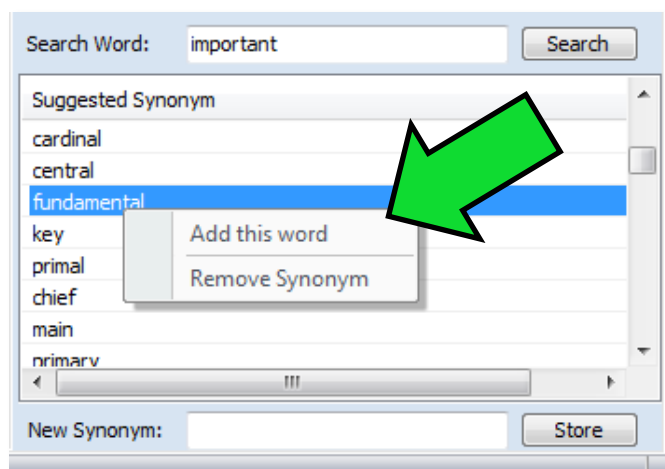 Search Word: important Search
Suggested Synonym
cardinal
central
fundamental
key Add this word
primal
chief Remove Synonym
main
primary
New Synonym: Store